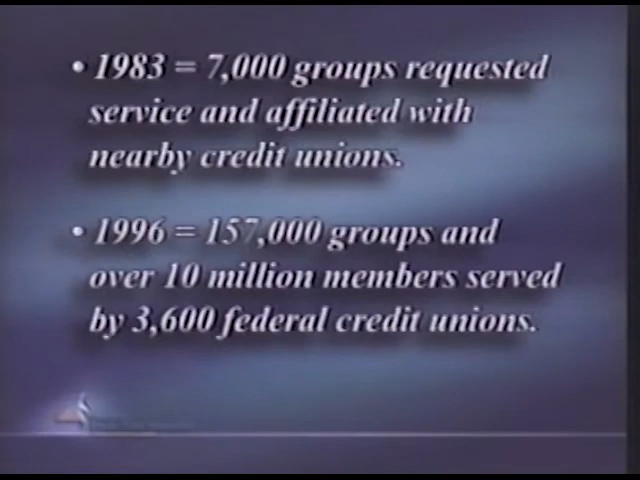 • 1983 = 7,000 groups requested
service and affiliated with
nearby credit unions.
• 1996 = 157,000 groups and
over 10 million members served
by 3,600 federal credit unions.